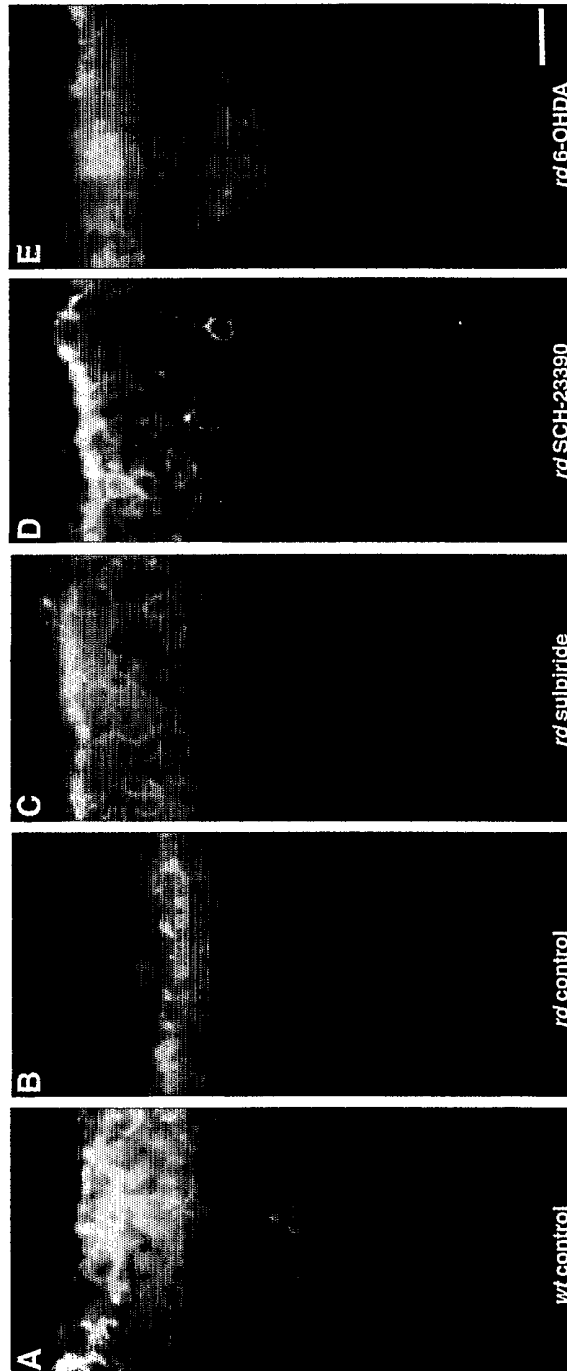 A
wt control
B
rd control
C
rd sulpiride
D
rd SCH-23390
E
rd 6-OHDA